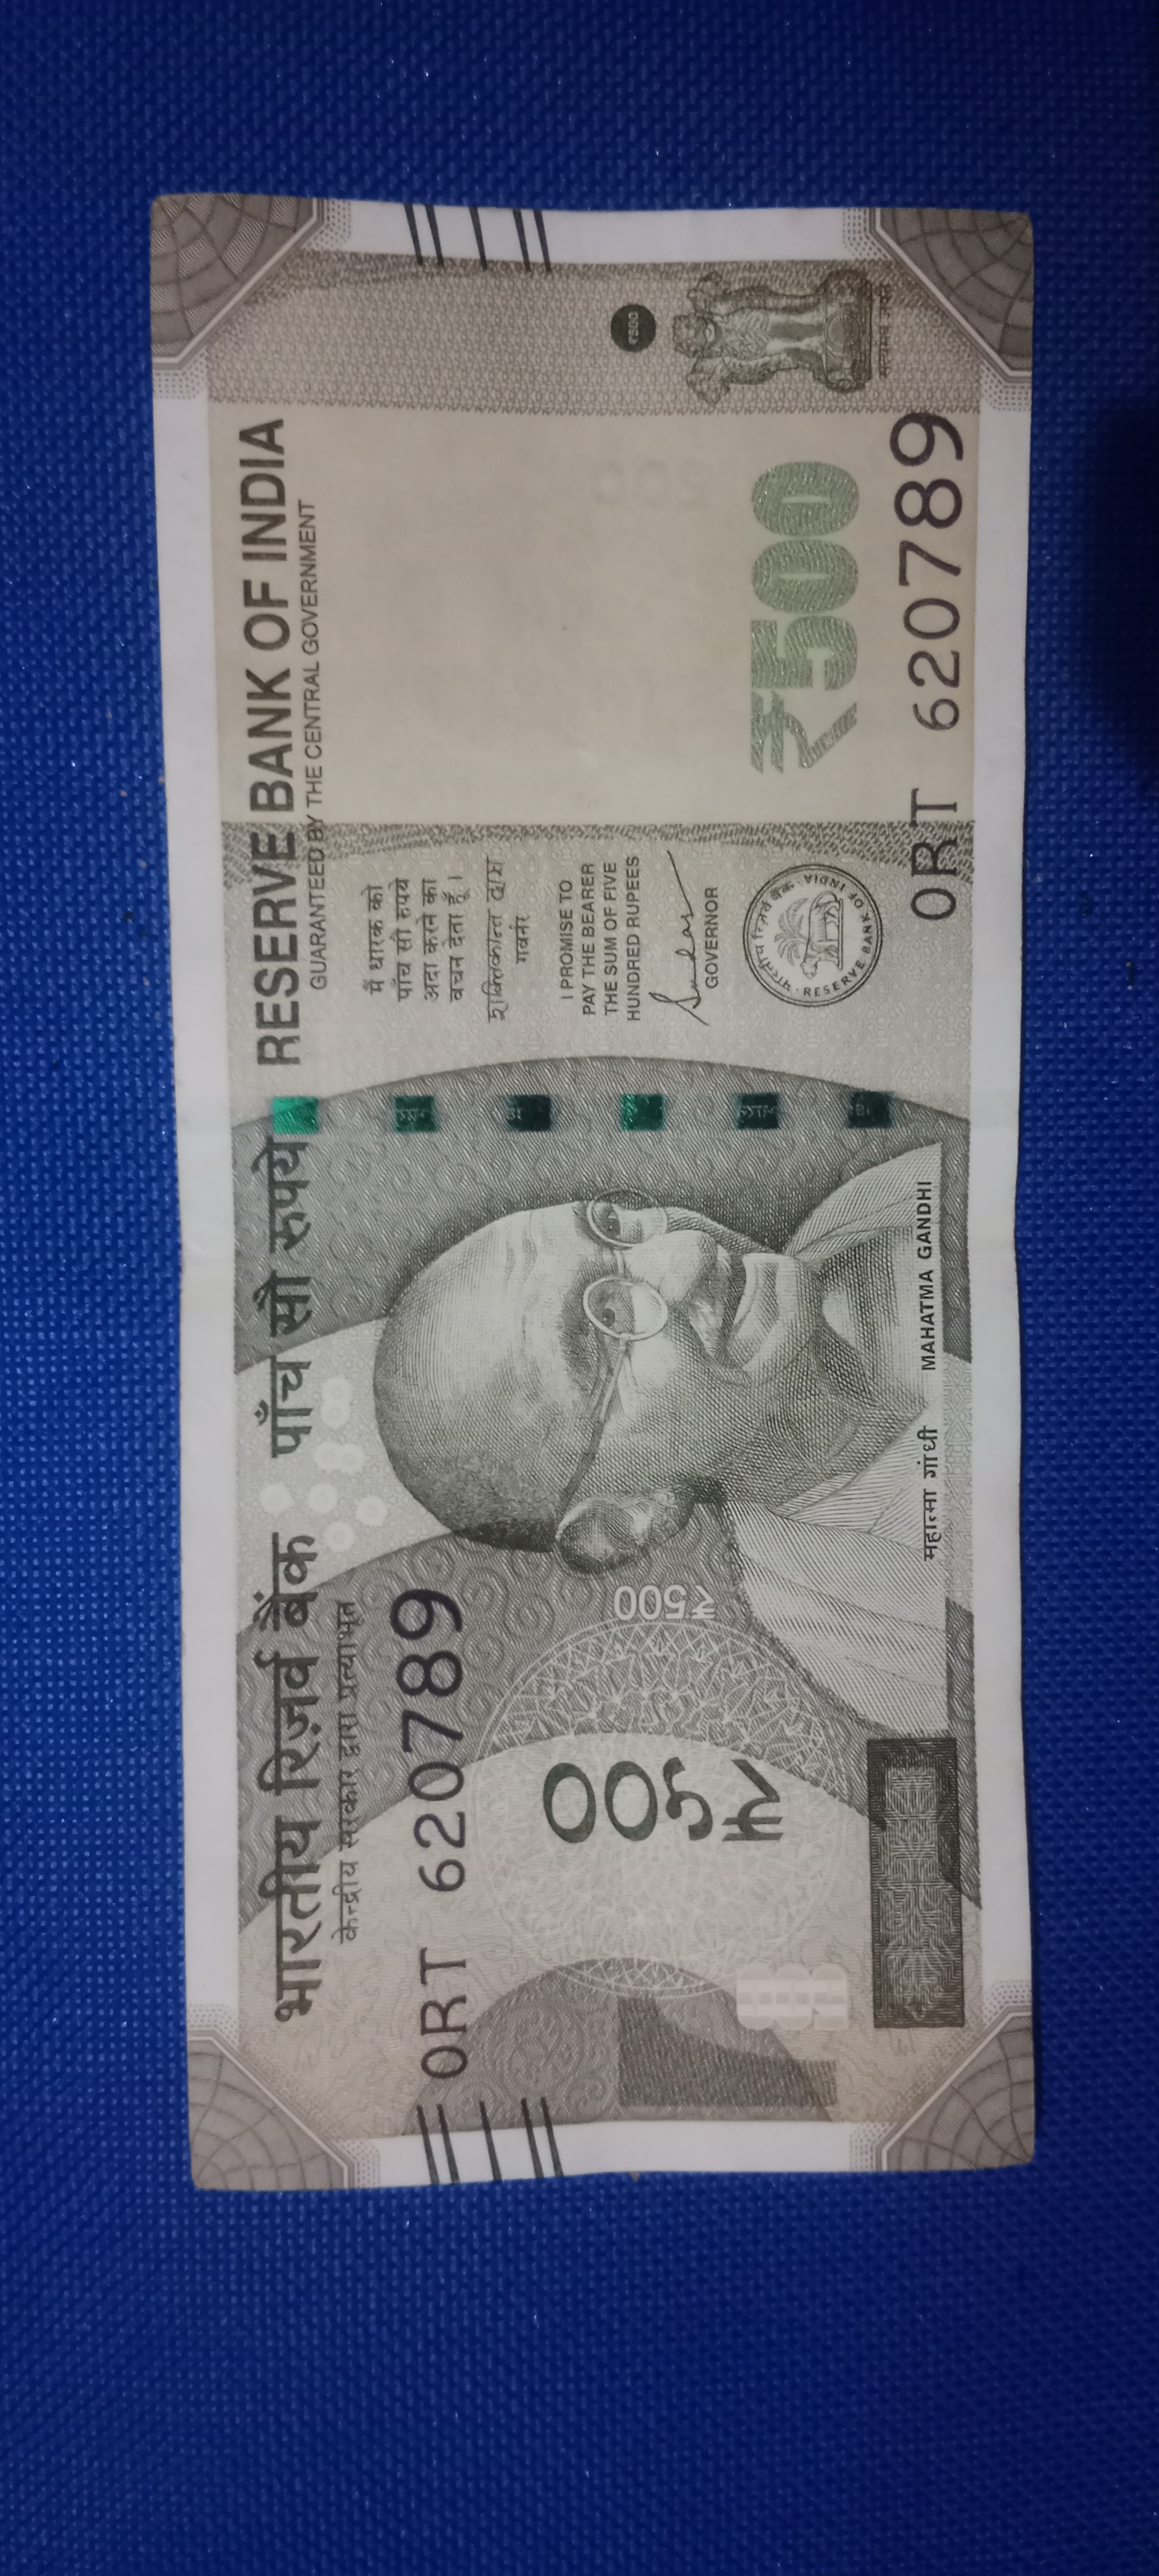 भारतीय रिज़र्व बैंक
केन्द्रीय सरकार द्वारा प्रत्याभूत
पाँच सौ रुपये
RESERVE BANK OF INDIA
GUARANTEED BY THE CENTRAL GOVERNMENT
0RT 620789
₹५००
₹500
मैं धारक को
पाँच सौ रुपये
अदा करने का
वचन देता हूँ।
शक्तिकान्त दास
गवर्नर
I PROMISE TO
PAY THE BEARER
THE SUM OF FIVE
HUNDRED RUPEES
GOVERNOR
भारतीय रिज़र्व बैंक
RESERVE BANK OF INDIA
महात्मा गांधी MAHATMA GANDHI
₹500
₹500
0RT 620789
सत्यमेव जयते